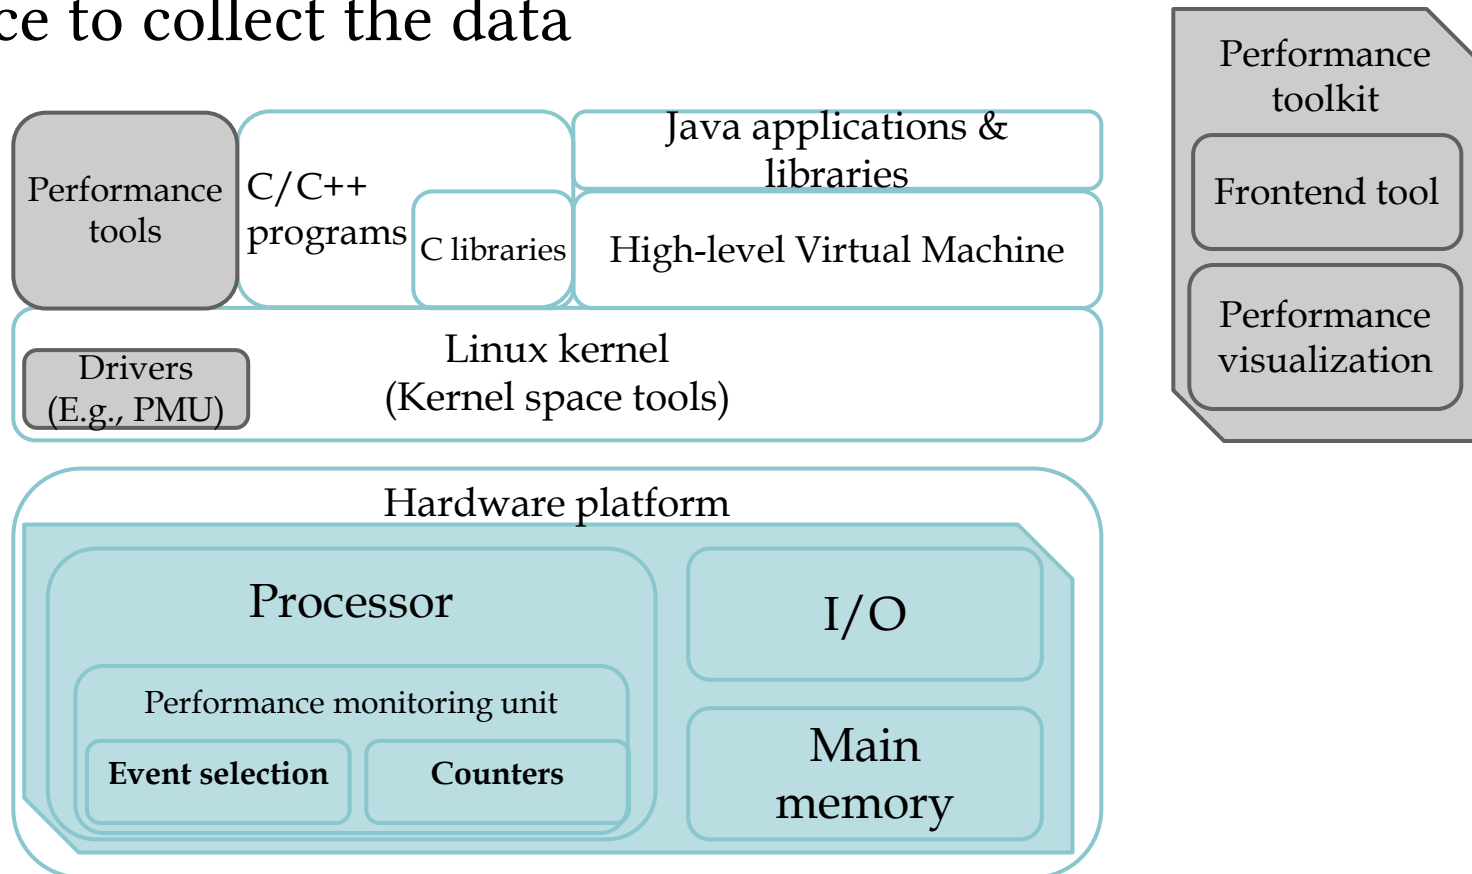 ce to collect the data
Performance
toolkit
Frontend tool
Performance
visualization
Performance
tools
C/C++
programs
C libraries
Java applications &
libraries
High-level Virtual Machine
Linux kernel
(Kernel space tools)
Drivers
(E.g., PMU)
Hardware platform
Processor
Performance monitoring unit
Event selection
Counters
I/O
Main
memory